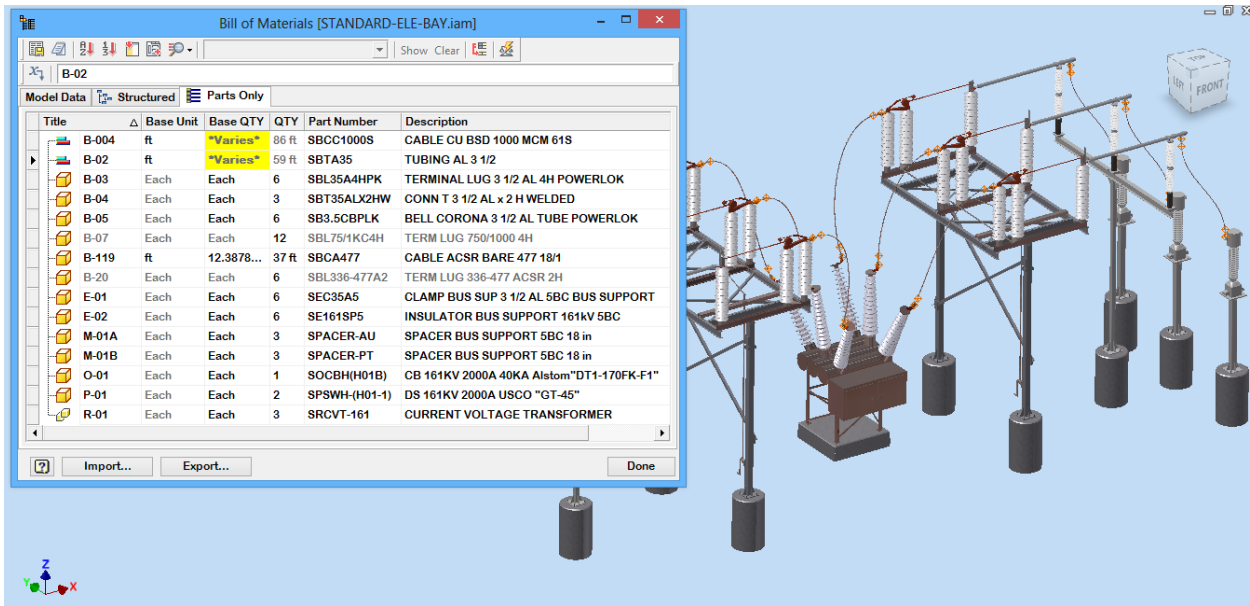 Bill of Materials [STANDARD-ELE-BAY.iam]
Show Clear
B-02
Model Data Structured Parts Only
Title Base Unit Base QTY QTY Part Number Description
B-004 ft *Varies* 86 ft SBCC1000S CABLE CU BSD 1000 MCM 61S
B-02 ft *Varies* 59 ft SBTA35 TUBING AL 3 1/2
B-03 Each Each 6 SBL35A4HPK TERMINAL LUG 3 1/2 AL 4H POWERLOK
B-04 Each Each 3 SBT35ALX2HW CONN T 3 1/2 AL x 2 H WELDED
B-05 Each Each 6 SB3.5CBPLK BELL CORONA 3 1/2 AL TUBE POWERLOK
B-07 Each Each 12 SBL75/1KC4H TERM LUG 750/1000 4H
B-119 ft 12.3878... 37 ft SBCA477 CABLE ACSR BARE 477 18/1
B-20 Each Each 6 SBL336-477A2 TERM LUG 336-477 ACSR 2H
E-01 Each Each 6 SEC35A5 CLAMP BUS SUP 3 1/2 AL 5BC BUS SUPPORT
E-02 Each Each 6 SE161SP5 INSULATOR BUS SUPPORT 161kV 5BC
M-01A Each Each 3 SPACER-AU SPACER BUS SUPPORT 5BC 18 in
M-01B Each Each 3 SPACER-PT SPACER BUS SUPPORT 5BC 18 in
O-01 Each Each 1 SOCBH(H01B) CB 161KV 2000A 40KA Alstom"DT1-170FK-F1"
P-01 Each Each 2 SPSWH-(H01-1) DS 161KV 2000A USCO "GT-45"
R-01 Each Each 3 SRCVT-161 CURRENT VOLTAGE TRANSFORMER
Import... Export... Done
TOP
LEFT FRONT
Z
Y X